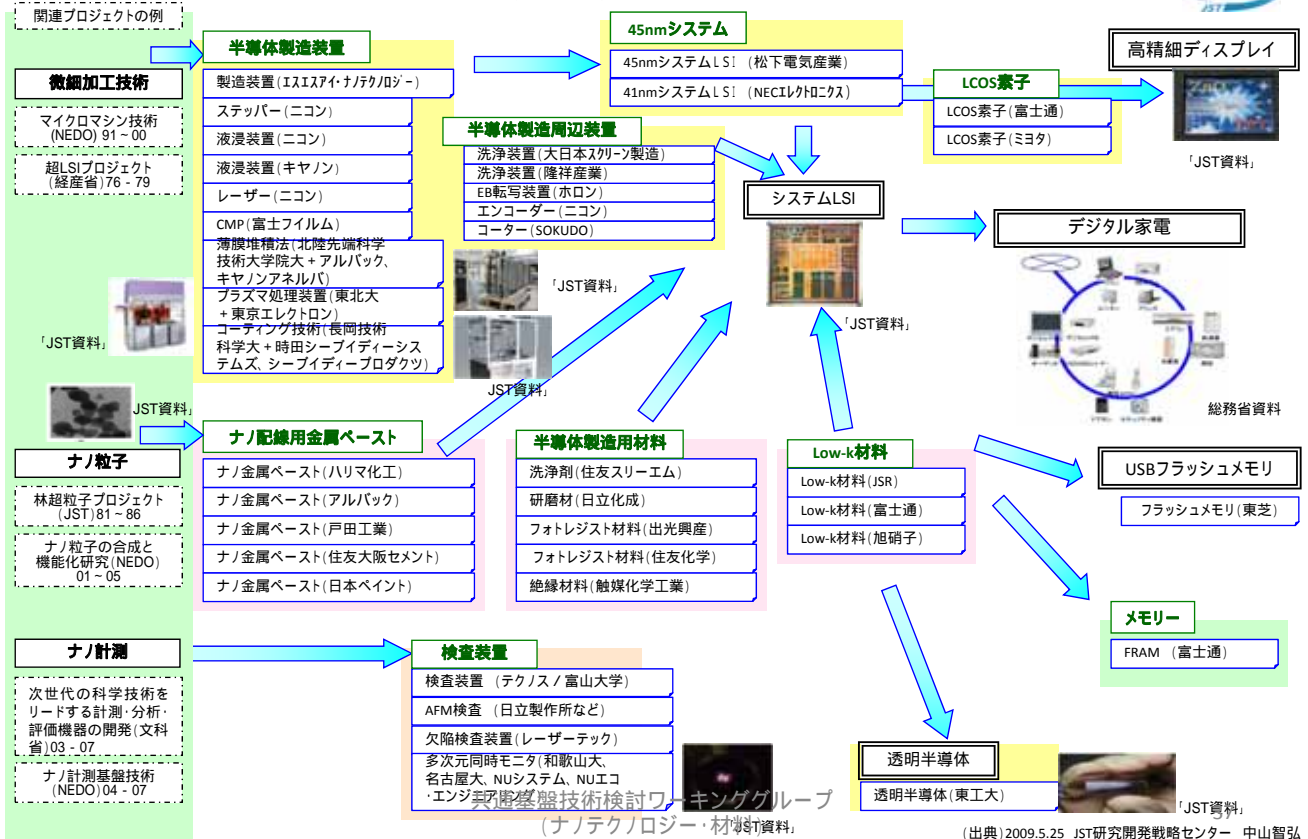 関連プロジェクトの例
微細加工技術
マイクロマシン技術
(NEDO) 91～00
超LSIプロジェクト
(経産省)76‐79
「JST資料」
JST資料」
ナノ粒子
林超粒子プロジェクト
(JST)81～86
ナノ粒子の合成と
機能化研究(NEDO)
01～05
ナノ計測
次世代の科学技術を
リードする計測・分析・
評価機器の開発(文科
省)03‐07
ナノ計測基盤技術
(NEDO)04‐07
半導体製造装置
製造装置(エスエスアイ・ナノテクノロジー)
ステッパー(ニコン)
液浸装置(ニコン)
液浸装置(キヤノン)
レーザー(ニコン)
CMP(富士フイルム)
薄膜堆積法(北陸先端科学
技術大学院大+アルバック、
キヤノンアネルバ)
プラズマ処理装置(東北大
+東京エレクトロン)
コーティング技術(長岡技術
科学大+時田シーブイディーシス
テムズ、シーブイディープロダクツ)
45nmシステム
45nmシステムLSI (松下電気産業)
41nmシステムLSI (NECエレクトロニクス)
半導体製造周辺装置
洗浄装置(大日本スクリーン製造)
洗浄装置(隆祥産業)
EB転写装置(ホロン)
エンコーダー(ニコン)
コーター(SOKUDO)
「JST資料」
JST資料」
LCOS素子
LCOS素子(富士通)
LCOS素子(ミヨタ)
JST
高精細ディスプレイ
「JST資料」
システムLSI
「JST資料」
デジタル家電
総務省資料
ナノ配線用金属ペースト
ナノ金属ペースト(ハリマ化工)
ナノ金属ペースト(アルバック)
ナノ金属ペースト(戸田工業)
ナノ金属ペースト(住友大阪セメント)
ナノ金属ペースト(日本ペイント)
半導体製造用材料
洗浄剤(住友スリーエム)
研磨材(日立化成)
フォトレジスト材料(出光興産)
フォトレジスト材料(住友化学)
絶縁材料(触媒化学工業)
Low-k材料
Low-k材料(JSR)
Low-k材料(富士通)
Low-k材料(旭硝子)
USBフラッシュメモリ
フラッシュメモリ(東芝)
メモリー
FRAM (富士通)
検査装置
検査装置 (テクノス/富山大学)
AFM検査 (日立製作所など)
欠陥検査装置(レーザーテック)
多次元同時モニタ(和歌山大、
名古屋大、NUシステム、NUエコ
・エンジニアリング)
「JST資料」
透明半導体
透明半導体(東工大)
「JST資料」
共通基盤技術検討ワーキンググループ
(ナノテクノロジー・材料)
57
(出典)2009.5.25 JST研究開発戦略センター 中山智弘